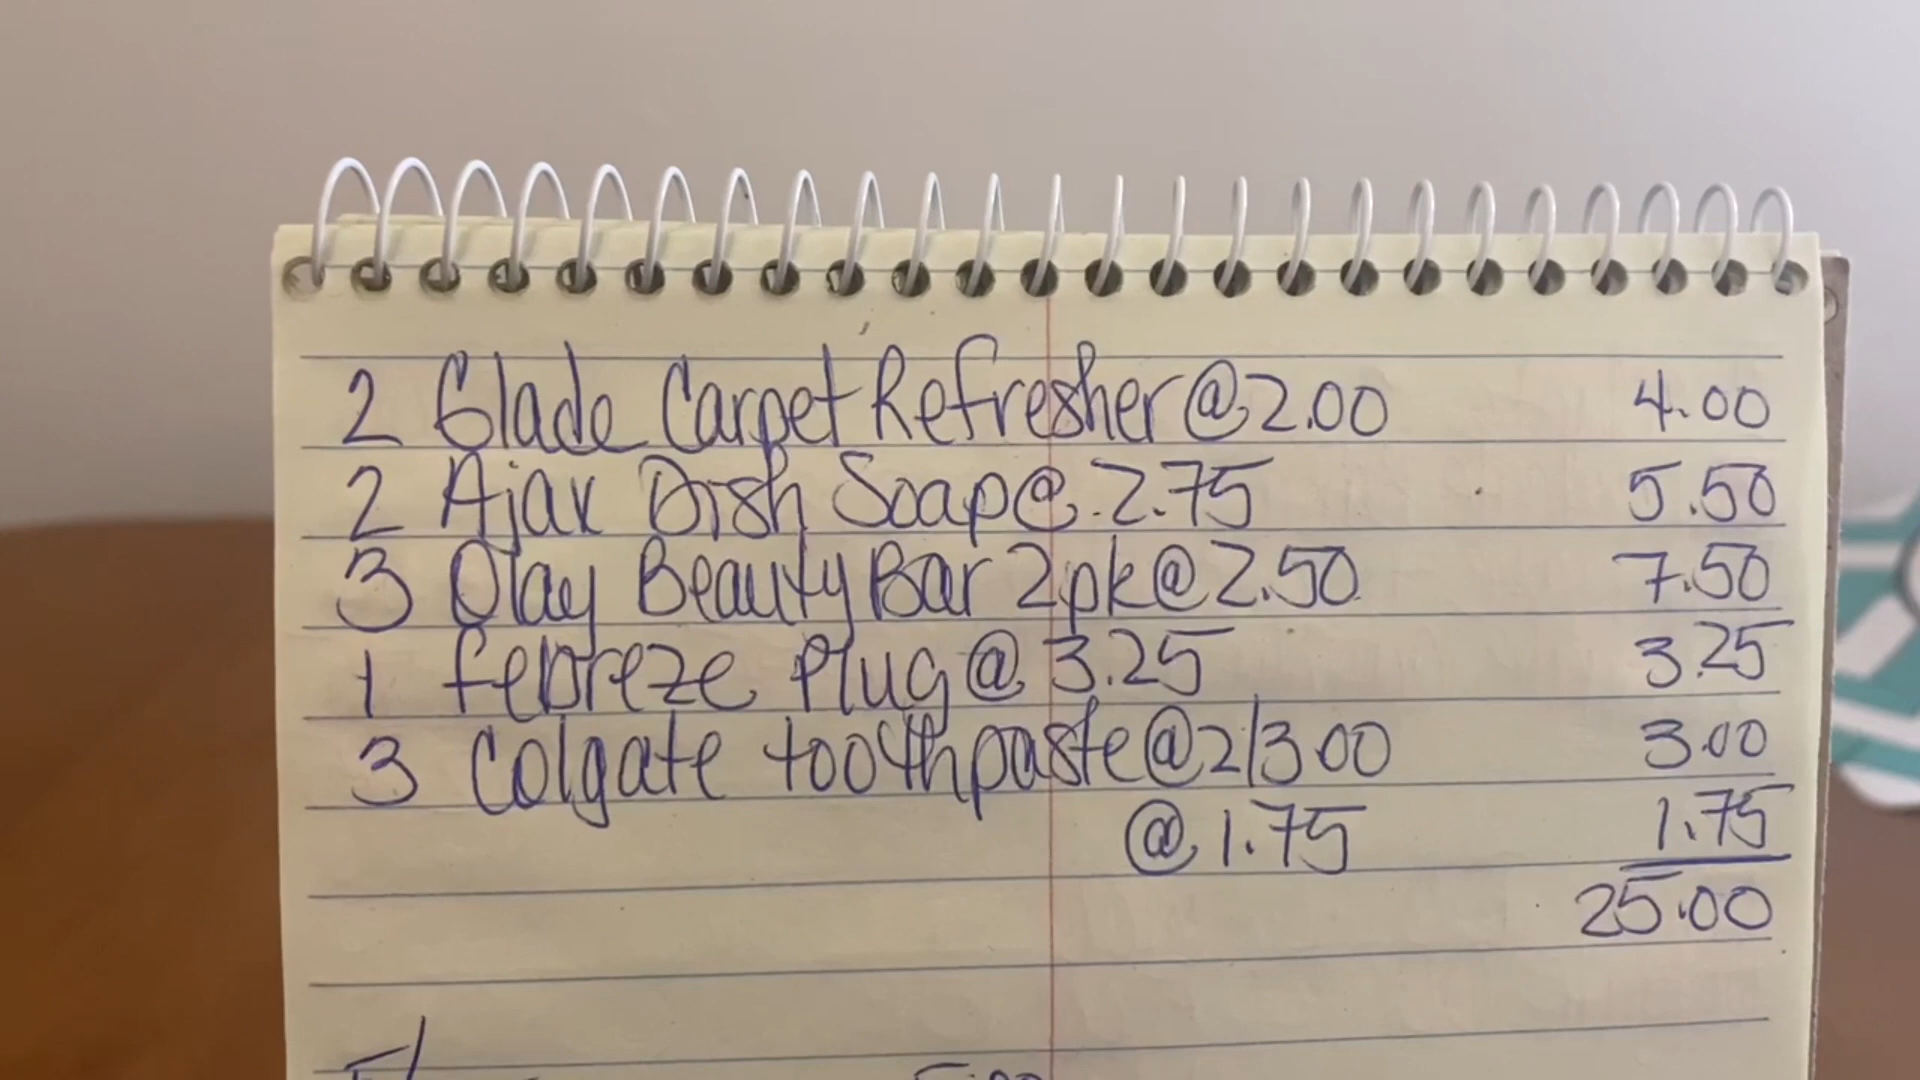 2 Glade Carpet Refresher @ 2.00 4.00
2 Ajax Dish Soap @ 2.75 5.50
3 Olay Beauty Bar 2pk @ 2.50 7.50
1 febreze Plug @ 3.25 3.25
3 Colgate toothpaste @ 2/3.00 3.00
@ 1.75 1.75
25.00